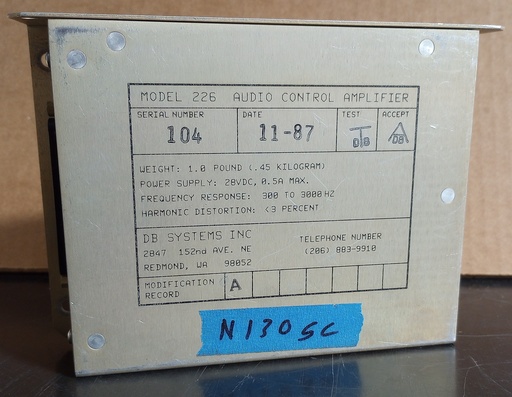 MODEL 226 AUDIO CONTROL AMPLIFIER
SERIAL NUMBER DATE TEST ACCEPT
104 11-87 T DB DB
WEIGHT: 1.0 POUND (.45 KILOGRAM)
POWER SUPPLY: 28VDC, 0.5A MAX.
FREQUENCY RESPONSE: 300 TO 3000 HZ
HARMONIC DISTORTION: <3 PERCENT
DB SYSTEMS INC TELEPHONE NUMBER
2847 152nd AVE. NE (206) 883-9910
REDMOND, WA 98052
MODIFICATION A
RECORD
N130SC